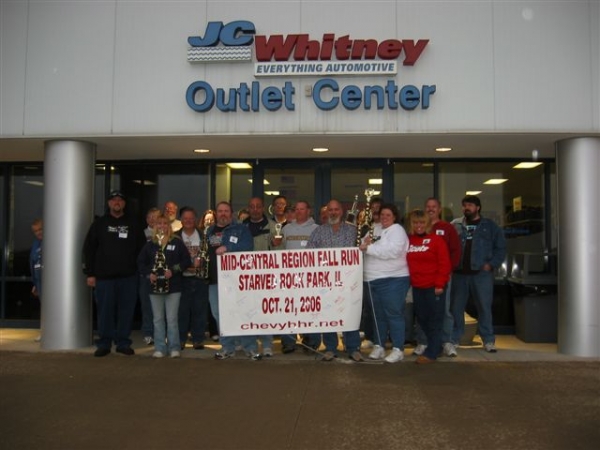 JC Whitney
EVERYTHING AUTOMOTIVE
Outlet Center
MID-CENTRAL REGION FALL RUN
STARVED ROCK PARK, IL
OCT. 21, 2006
chevyhhr.net